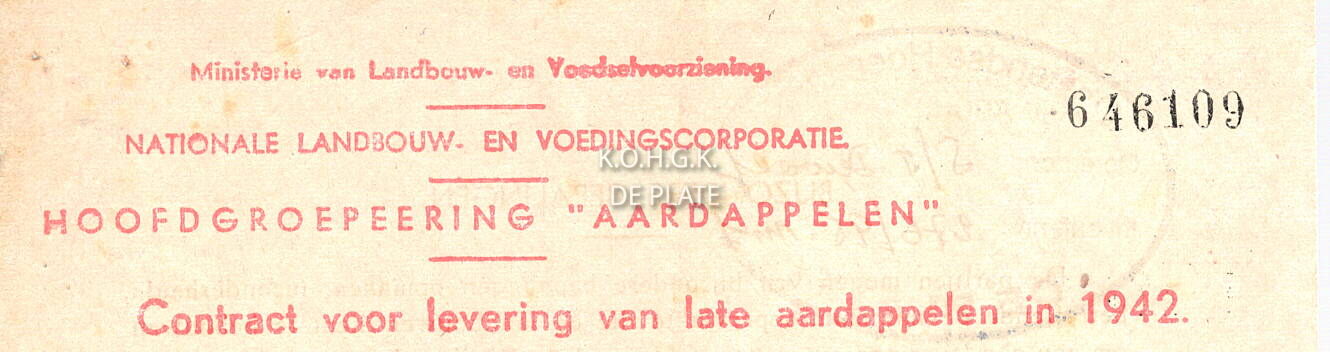 Ministerie van Landbouw- en Voedselvoorziening.
646109
NATIONALE LANDBOUW- EN VOEDINGSCORPORATIE.
K.O.H.G.K.
DE PLATE
HOOFDGROEPEERING "AARDAPPELEN"
Contract voor levering van late aardappelen in 1942.